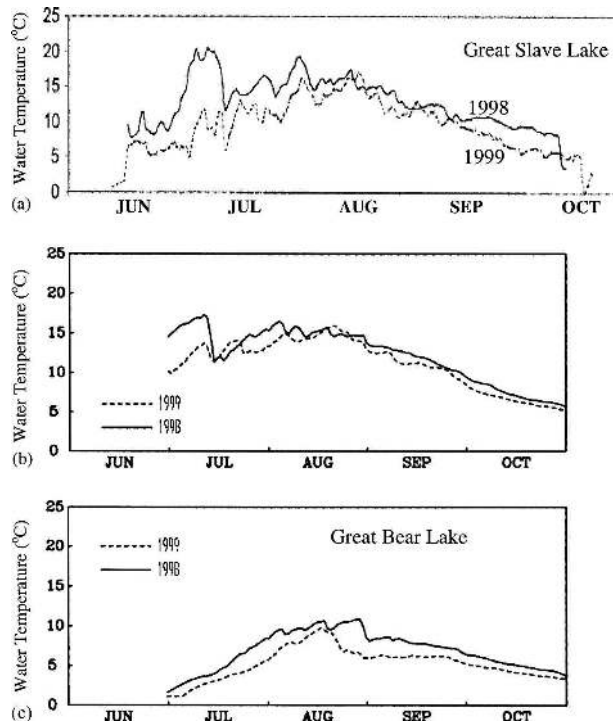 Water Temperature (°C)
25
20
15
10
5
0
Great Slave Lake
1998
1999
(a)
JUN JUL AUG SEP OCT
Water Temperature (°C)
25
20
15
10
5
0
1999
1998
(b)
JUN JUL AUG SEP OCT
Water Temperature (°C)
25
20
15
10
5
0
1999
1998
Great Bear Lake
(c)
JUN JUL AUG SEP OCT